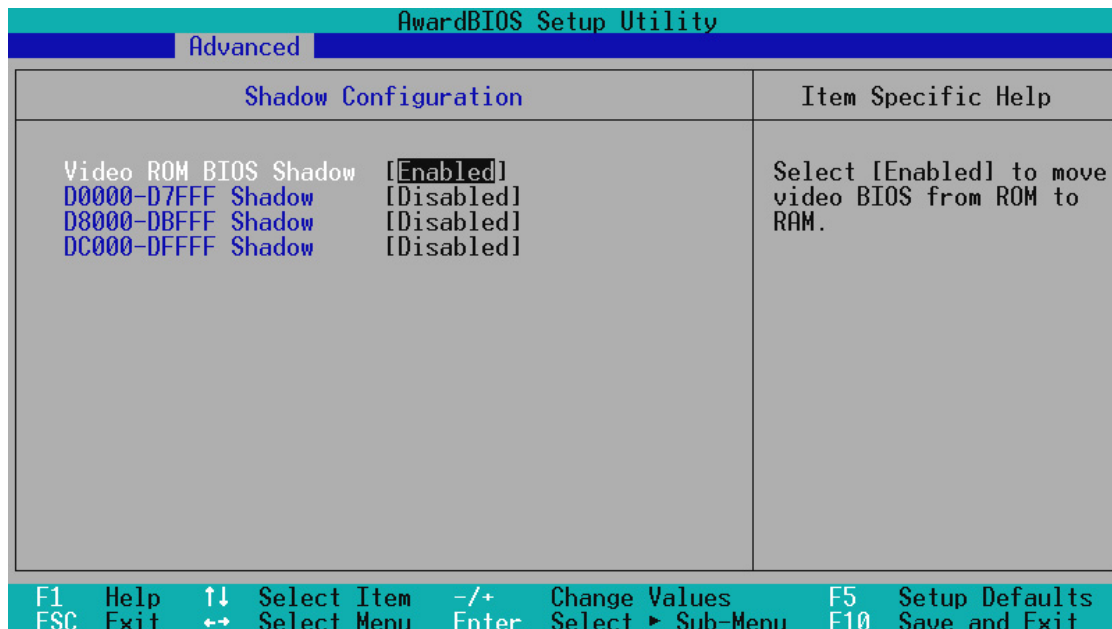 AwardBIOS Setup Utility
Advanced
Shadow Configuration
Item Specific Help
Video ROM BIOS Shadow [Enabled]
D0000-D7FFF Shadow [Disabled]
D8000-DBFFF Shadow [Disabled]
DC000-DFFFF Shadow [Disabled]
Select [Enabled] to move
video BIOS from ROM to
RAM.
F1 Help ↑↓ Select Item -/+ Change Values F5 Setup Defaults
ESC Exit ←→ Select Menu Enter Select ► Sub-Menu F10 Save and Exit